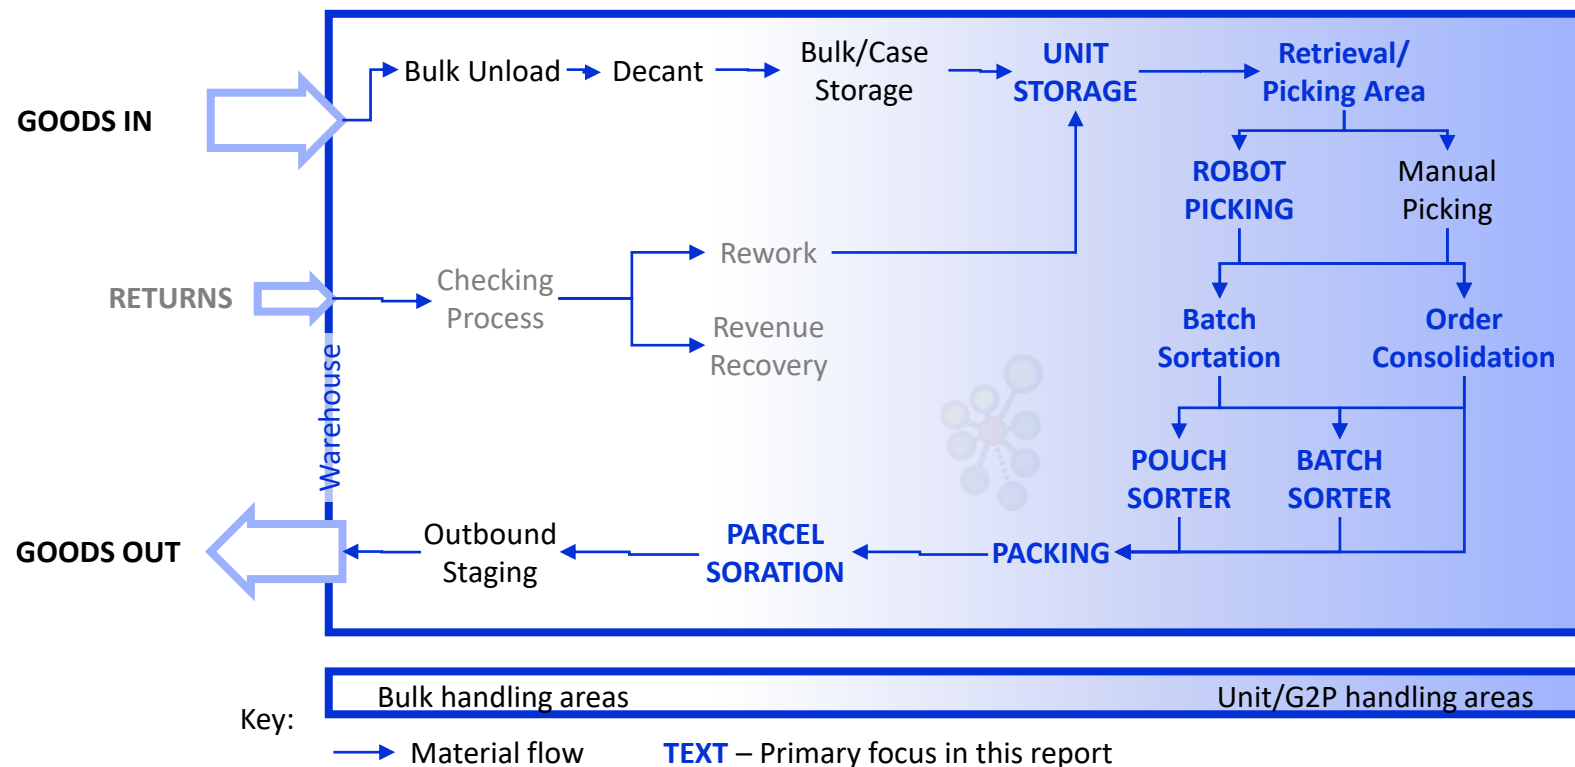 GOODS IN
Bulk Unload
Decant
Bulk/Case
Storage
UNIT
STORAGE
Retrieval/
Picking Area
ROBOT
PICKING
Manual
Picking
RETURNS
Checking
Process
Rework
Revenue
Recovery
Batch
Sortation
Order
Consolidation
Warehouse
POUCH
SORTER
BATCH
SORTER
GOODS OUT
Outbound
Staging
PARCEL
SORATION
PACKING
Bulk handling areas
Unit/G2P handling areas
Key:
Material flow
TEXT – Primary focus in this report